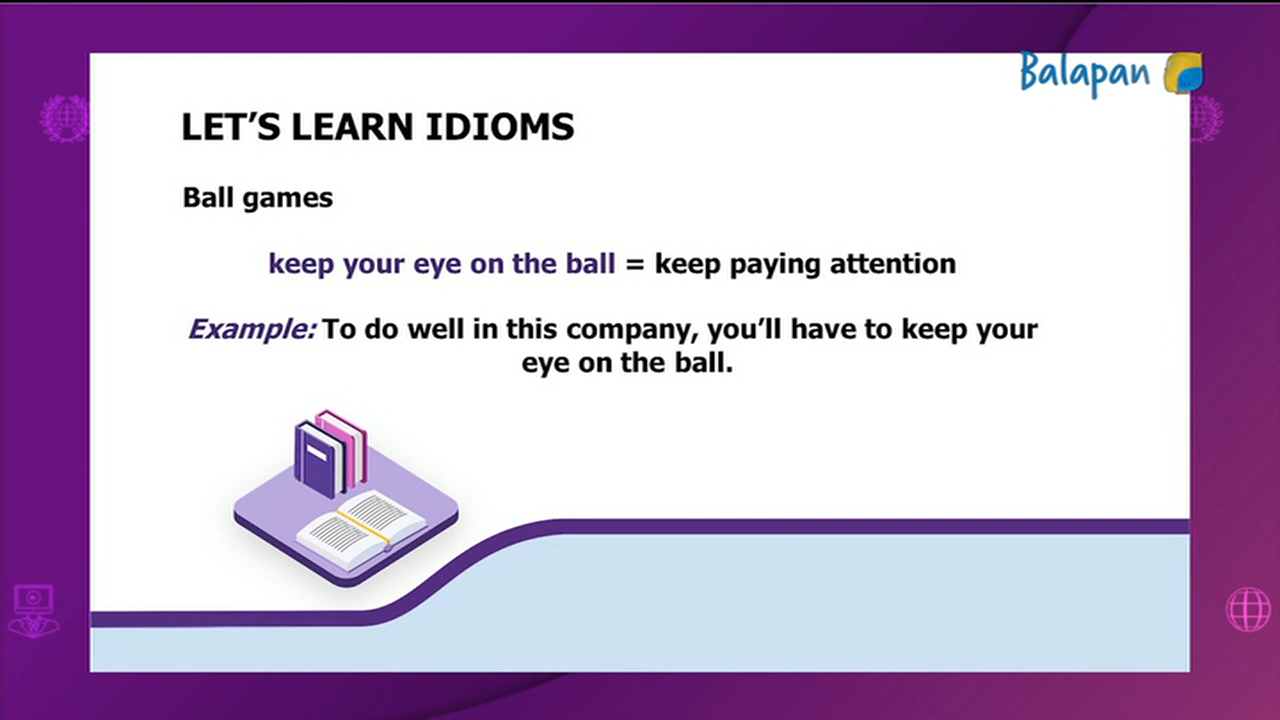 Balapan
LET'S LEARN IDIOMS
Ball games
keep your eye on the ball = keep paying attention
Example: To do well in this company, you'll have to keep your
eye on the ball.